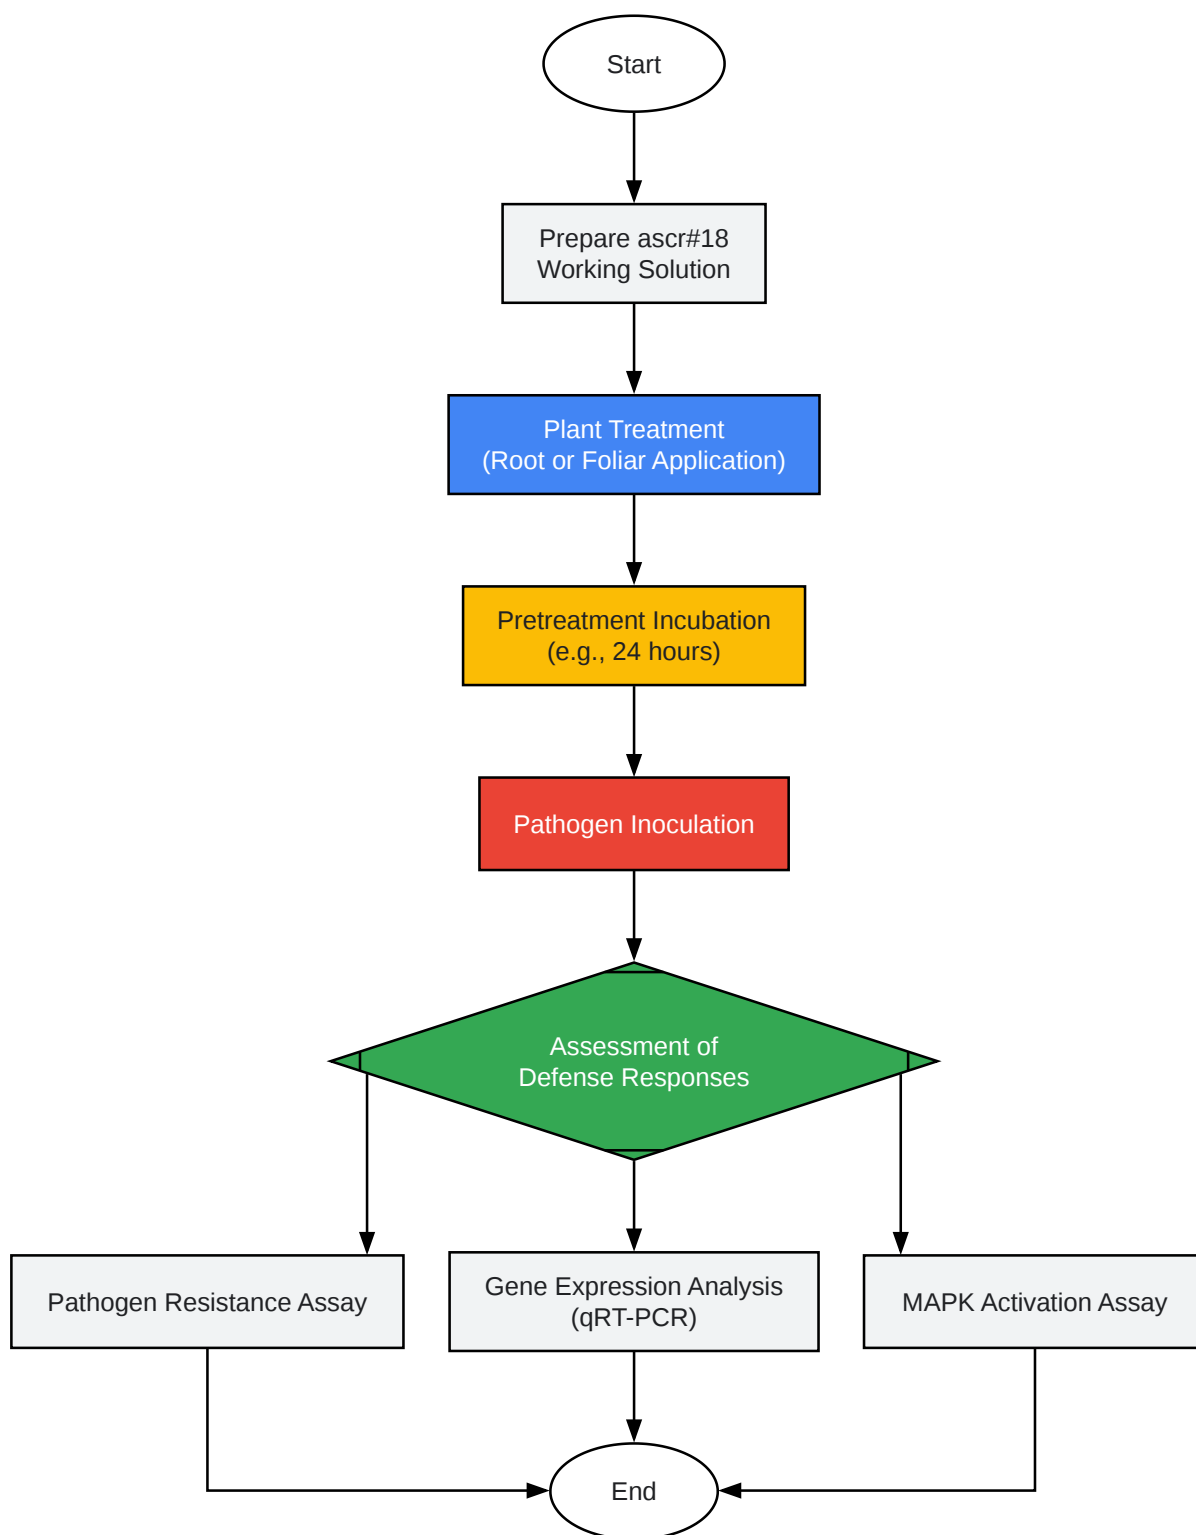 Start
Prepare ascr#18
Working Solution
Plant Treatment
(Root or Foliar Application)
Pretreatment Incubation
(e.g., 24 hours)
Pathogen Inoculation
Assessment of
Defense Responses
Pathogen Resistance Assay
Gene Expression Analysis
(qRT-PCR)
MAPK Activation Assay
End